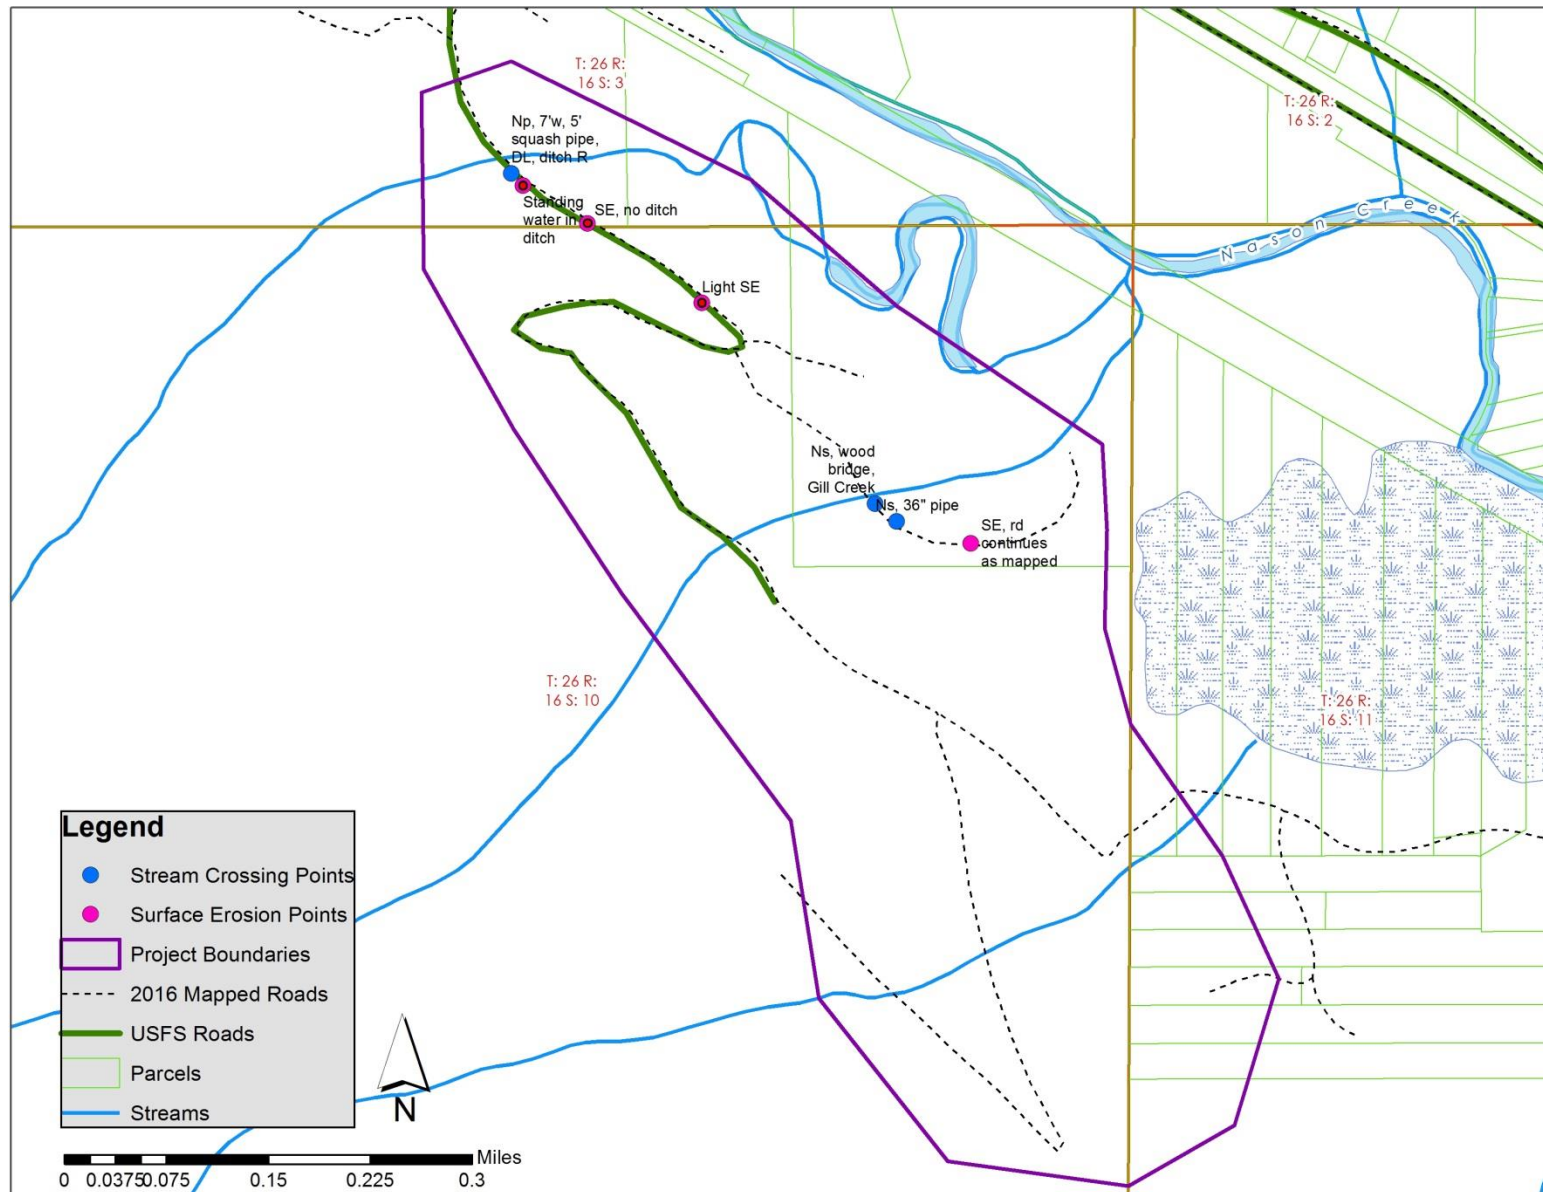 T: 26 R:
16 S: 3
T: 26 R:
16 S: 2
Np, 7'w, 5'
squash pipe,
DL, ditch R
Standing
water in
ditch
SE, no ditch
Nason Creek
Light SE
Ns, wood
bridge,
Gill Creek
Ns, 36" pipe
SE, rd
continues
as mapped
T: 26 R:
16 S: 10
T: 26 R:
16 S: 11
Legend
Stream Crossing Points
Surface Erosion Points
Project Boundaries
2016 Mapped Roads
USFS Roads
Parcels
Streams
N
Miles
0 0.0375 0.075 0.15 0.225 0.3